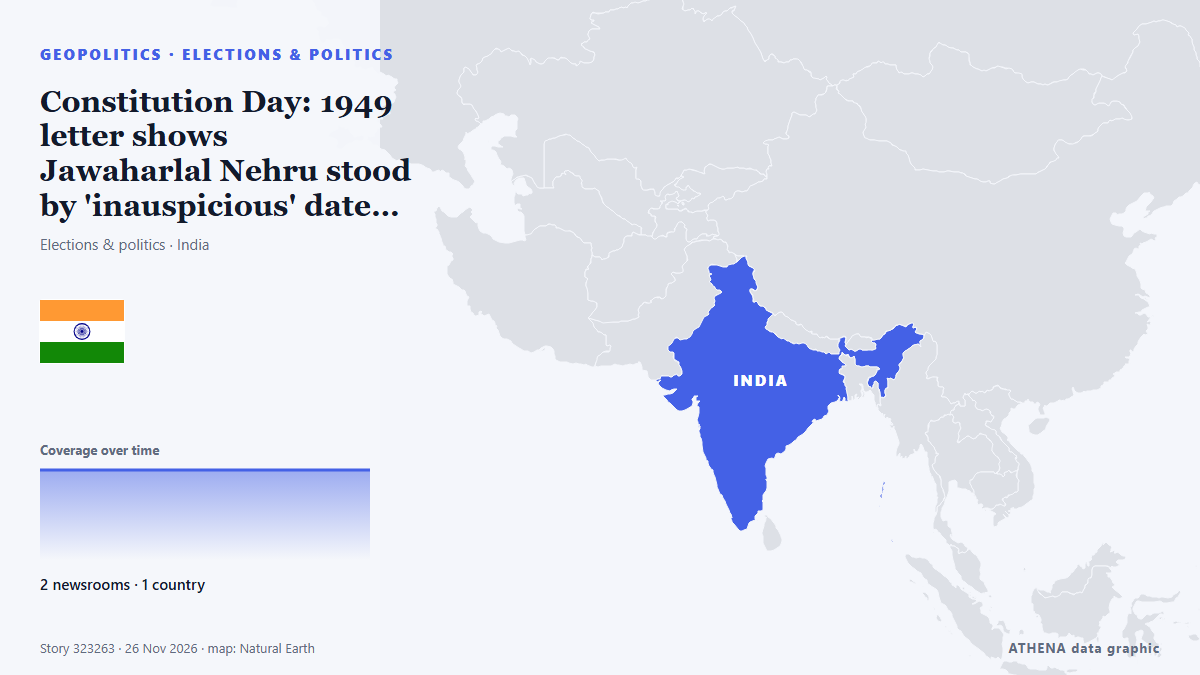 GEOPOLITICS · ELECTIONS & POLITICS
Constitution Day: 1949
letter shows
Jawaharlal Nehru stood
by 'inauspicious' date...
Elections & politics · India
INDIA
Coverage over time
2 newsrooms · 1 country
Story 323263 · 26 Nov 2026 · map: Natural Earth
ATHENA data graphic